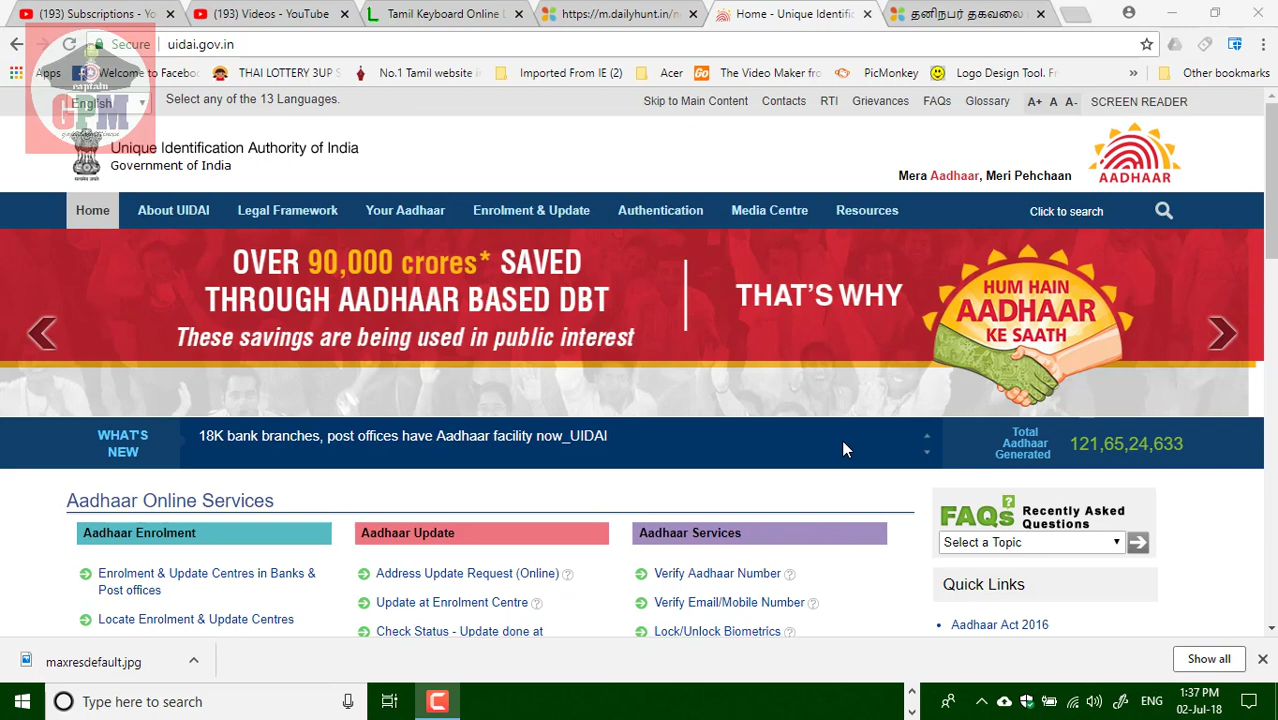 (193) Subscriptions - Yo
(193) Videos - YouTube
Tamil Keyboard Online L
https://m.dailyhunt.in/n
Home - Unique Identific
தனிநபர் தகவலை
Secure
uidai.gov.in
Apps
Welcome to Faceboo
THAI LOTTERY 3UP S
No.1 Tamil website i
Imported From IE (2)
Acer
Go
The Video Maker fro
PicMonkey
Logo Design Tool. Fr
»
Other bookmarks
captain
GPM
English
Select any of the 13 Languages.
Skip to Main Content
Contacts
RTI
Grievances
FAQs
Glossary
A+ A A-
SCREEN READER
Unique Identification Authority of India
Government of India
Mera Aadhaar, Meri Pehchaan
AADHAAR
Home
About UIDAI
Legal Framework
Your Aadhaar
Enrolment & Update
Authentication
Media Centre
Resources
Click to search
OVER 90,000 crores* SAVED
THROUGH AADHAAR BASED DBT
These savings are being used in public interest
THAT'S WHY
HUM HAIN
AADHAAR
KE SAATH
WHAT'S
NEW
18K bank branches, post offices have Aadhaar facility now_UIDAI
Total
Aadhaar
Generated
121,65,24,633
Aadhaar Online Services
Aadhaar Enrolment
Aadhaar Update
Aadhaar Services
Enrolment & Update Centres in Banks &
Post offices
Locate Enrolment & Update Centres
Address Update Request (Online) ?
Update at Enrolment Centre ?
Check Status - Update done at
Verify Aadhaar Number ?
Verify Email/Mobile Number ?
Lock/Unlock Biometrics ?
FAQs ?
Recently Asked
Questions
Select a Topic
Quick Links
Aadhaar Act 2016
maxresdefault.jpg
Show all
Type here to search
ENG
1:37 PM
02-Jul-18